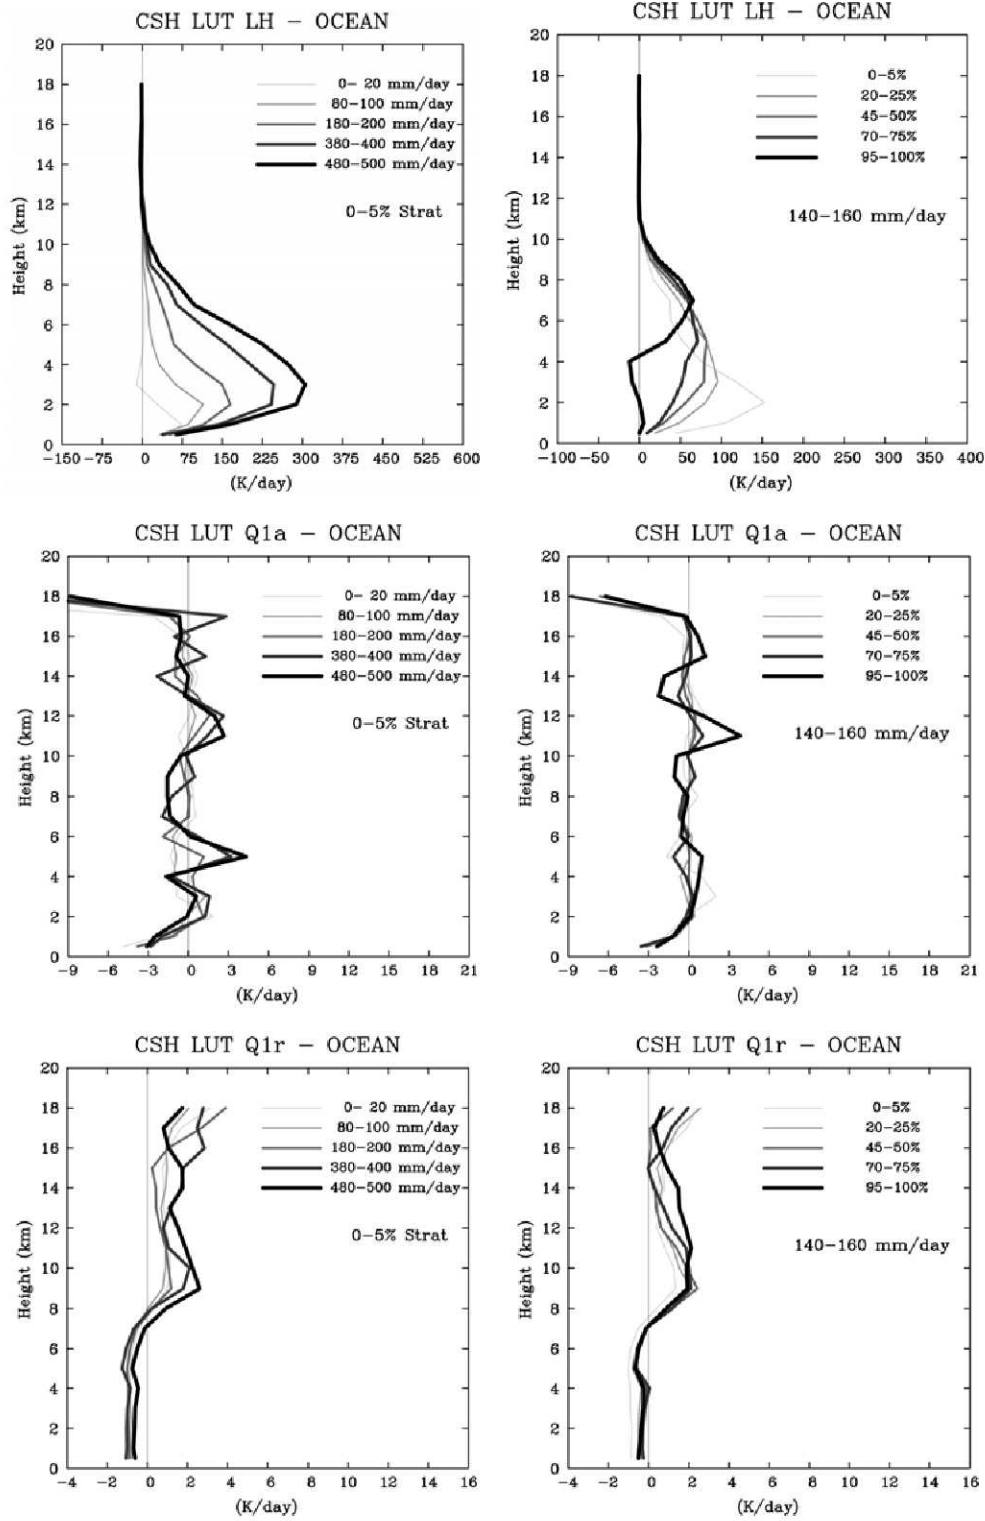 CSH LUT LH – OCEAN
20
18
16
14
12
10
8
6
4
2
0
Height (km)
0– 20 mm/day
80–100 mm/day
180–200 mm/day
380–400 mm/day
480–500 mm/day
0–5% Strat
–150 –75 0 75 150 225 300 375 450 525 600
(K/day)
CSH LUT LH – OCEAN
20
18
16
14
12
10
8
6
4
2
0
Height (km)
0–5%
20–25%
45–50%
70–75%
95–100%
140–160 mm/day
–100 –50 0 50 100 150 200 250 300 350 400
(K/day)
CSH LUT Q1a – OCEAN
20
18
16
14
12
10
8
6
4
2
0
Height (km)
0– 20 mm/day
80–100 mm/day
180–200 mm/day
380–400 mm/day
480–500 mm/day
0–5% Strat
–9 –6 –3 0 3 6 9 12 15 18 21
(K/day)
CSH LUT Q1a – OCEAN
20
18
16
14
12
10
8
6
4
2
0
Height (km)
0–5%
20–25%
45–50%
70–75%
95–100%
140–160 mm/day
–9 –6 –3 0 3 6 9 12 15 18 21
(K/day)
CSH LUT Q1r – OCEAN
20
18
16
14
12
10
8
6
4
2
0
Height (km)
0– 20 mm/day
80–100 mm/day
180–200 mm/day
380–400 mm/day
480–500 mm/day
0–5% Strat
–4 –2 0 2 4 6 8 10 12 14 16
(K/day)
CSH LUT Q1r – OCEAN
20
18
16
14
12
10
8
6
4
2
0
Height (km)
0–5%
20–25%
45–50%
70–75%
95–100%
140–160 mm/day
–4 –2 0 2 4 6 8 10 12 14 16
(K/day)